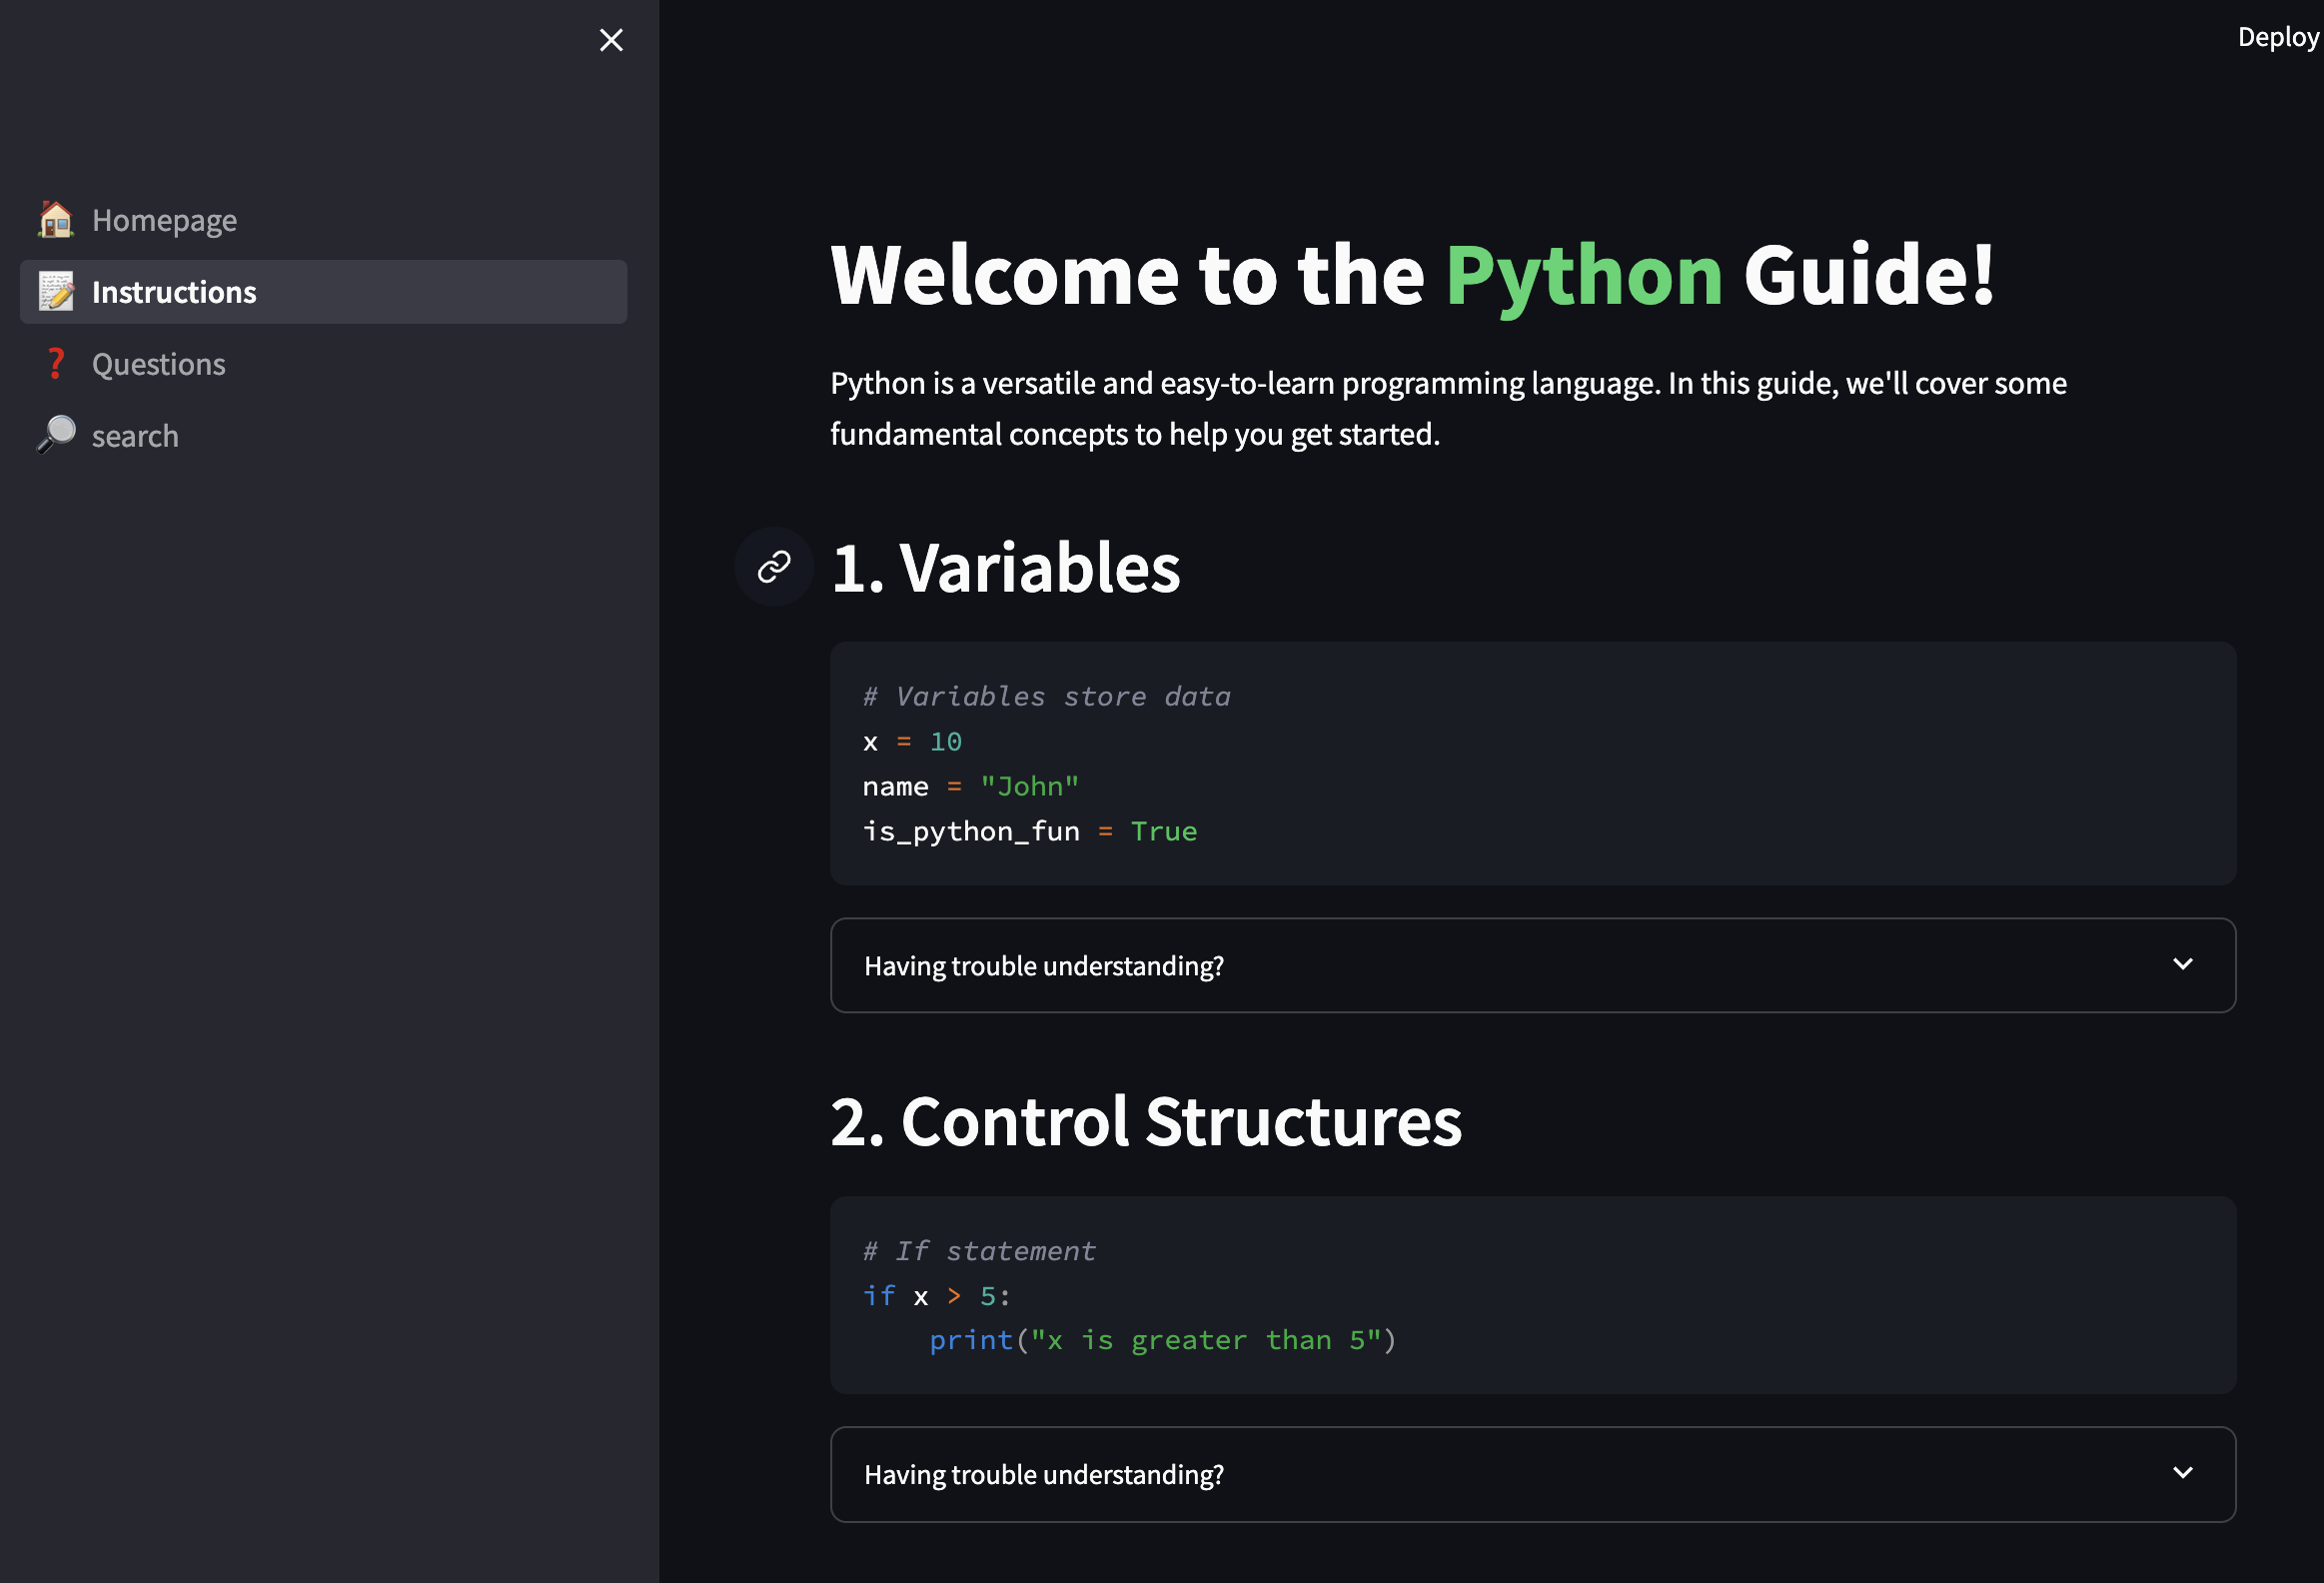 Deploy
Homepage
Instructions
Questions
search
Welcome to the Python Guide!
Python is a versatile and easy-to-learn programming language. In this guide, we'll cover some
fundamental concepts to help you get started.
1. Variables
# Variables store data
x = 10
name = "John"
is_python_fun = True
Having trouble understanding?
2. Control Structures
# If statement
if x > 5:
    print("x is greater than 5")
Having trouble understanding?